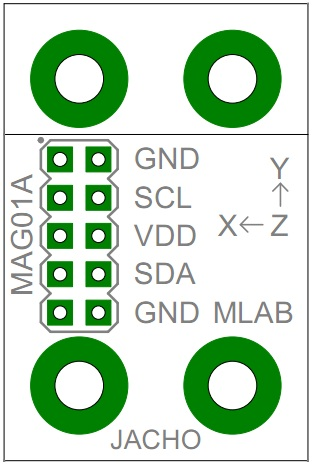 GND
SCL
VDD
SDA
GND
MAG01A
Y
X Z
MLAB
JACHO